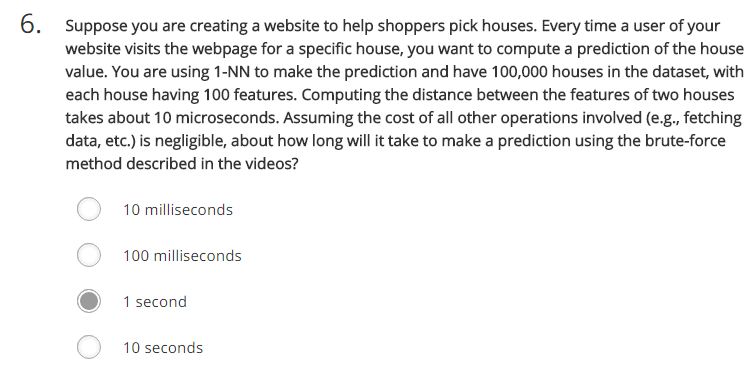 6. Suppose you are creating a website to help shoppers pick houses. Every time a user of your
website visits the webpage for a specific house, you want to compute a prediction of the house
value. You are using 1-NN to make the prediction and have 100,000 houses in the dataset, with
each house having 100 features. Computing the distance between the features of two houses
takes about 10 microseconds. Assuming the cost of all other operations involved (e.g., fetching
data, etc.) is negligible, about how long will it take to make a prediction using the brute-force
method described in the videos?
10 milliseconds
100 milliseconds
1 second
10 seconds